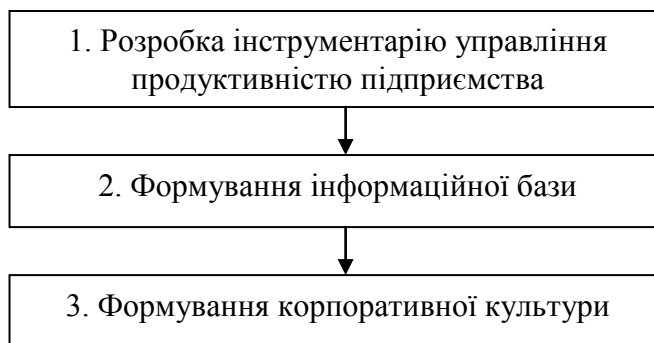 1. Розробка інструментарію управління
продуктивністю підприємства
2. Формування інформаційної бази
3. Формування корпоративної культури